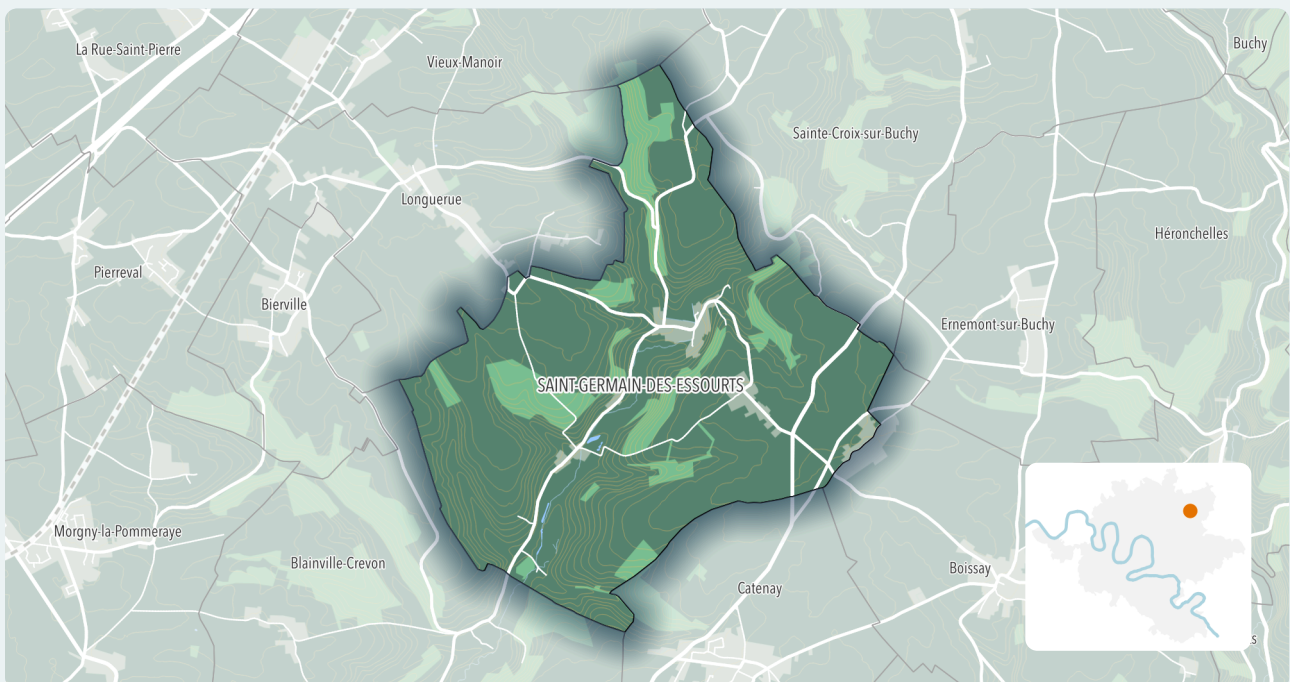 La Rue-Saint-Pierre
Vieux-Manoir
Buchy
Sainte-Croix-sur-Buchy
Longuerue
Héronchelles
Pierreval
Bierville
Ernemont-sur-Buchy
SAINT-GERMAIN-DES-ESSOURTS
Morgny-la-Pommeraye
Blainville-Crevon
Boissay
Catenay